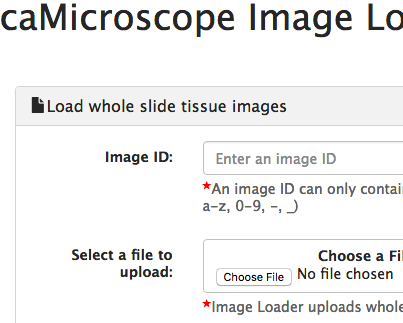 caMicroscope Image Lo
Load whole slide tissue images
Image ID:
Enter an image ID
*An image ID can only contai
a-z, 0-9, -, _)
Select a file to
upload:
Choose a Fil
Choose File No file chosen
*Image Loader uploads whole